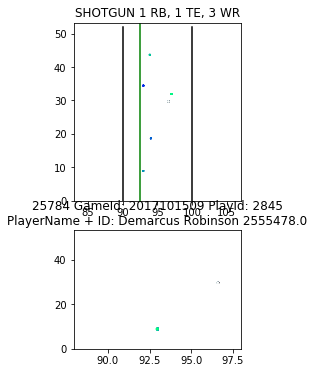 SHOTGUN 1 RB, 1 TE, 3 WR
50
40
30
20
10
0
85 90 95 100 105
25784 GameId: 2017101509 PlayId: 2845
PlayerName + ID: Demarcus Robinson 2555478.0
40
20
0
90.0 92.5 95.0 97.5